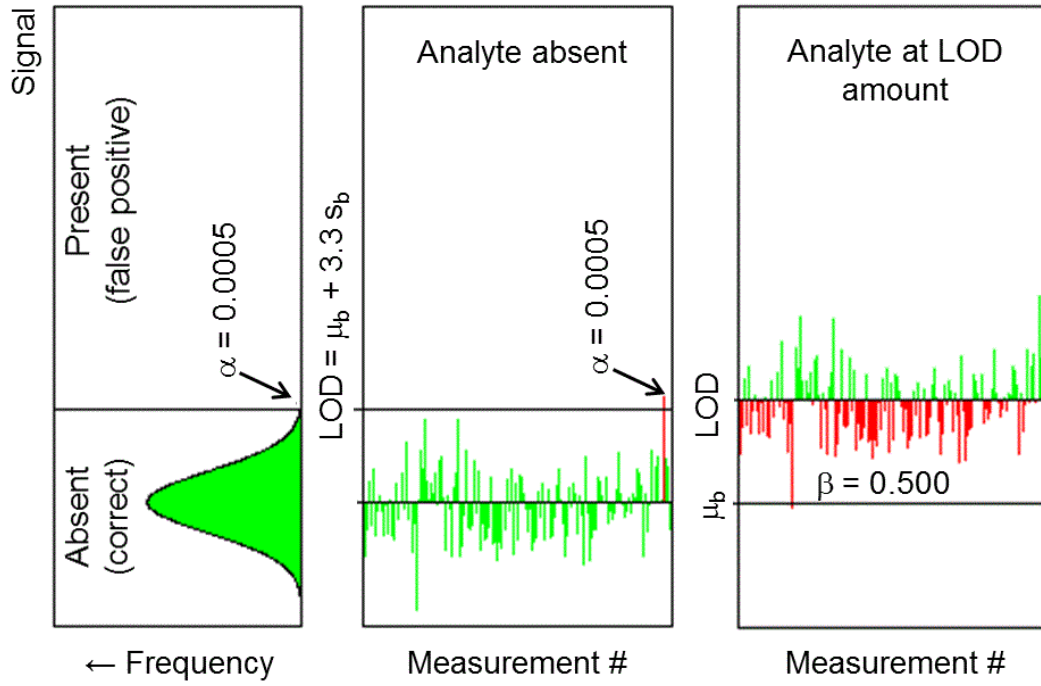 Signal
Present
(false positive)
Absent
(correct)
α = 0.0005
← Frequency
LOD = μb + 3.3 sb
Analyte absent
α = 0.0005
Measurement #
Analyte at LOD
amount
LOD
μb
β = 0.500
Measurement #